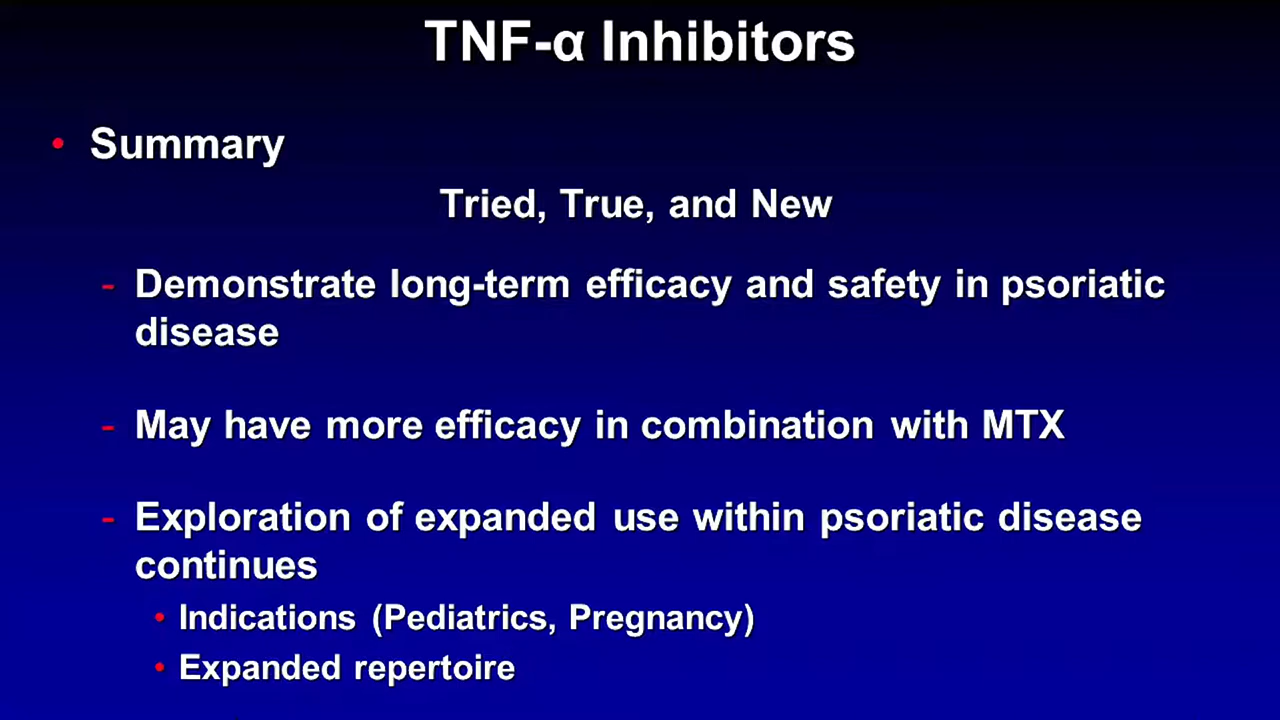 TNF-α Inhibitors
• Summary
Tried, True, and New
- Demonstrate long-term efficacy and safety in psoriatic
disease
- May have more efficacy in combination with MTX
- Exploration of expanded use within psoriatic disease
continues
• Indications (Pediatrics, Pregnancy)
• Expanded repertoire